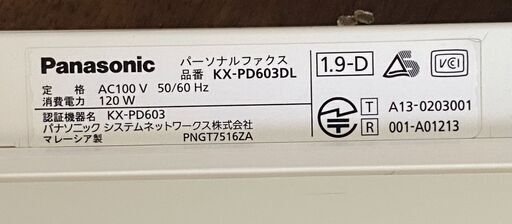 Panasonic パーソナルファクス
品番 KX-PD603DL
定 格 AC100 V 50/60 Hz
消費電力 120 W
認証機器名 KX-PD603
パナソニック システムネットワークス株式会社
マレーシア製 PNGT7516ZA
1.9-D
VCCI
T A13-0203001
R 001-A01213